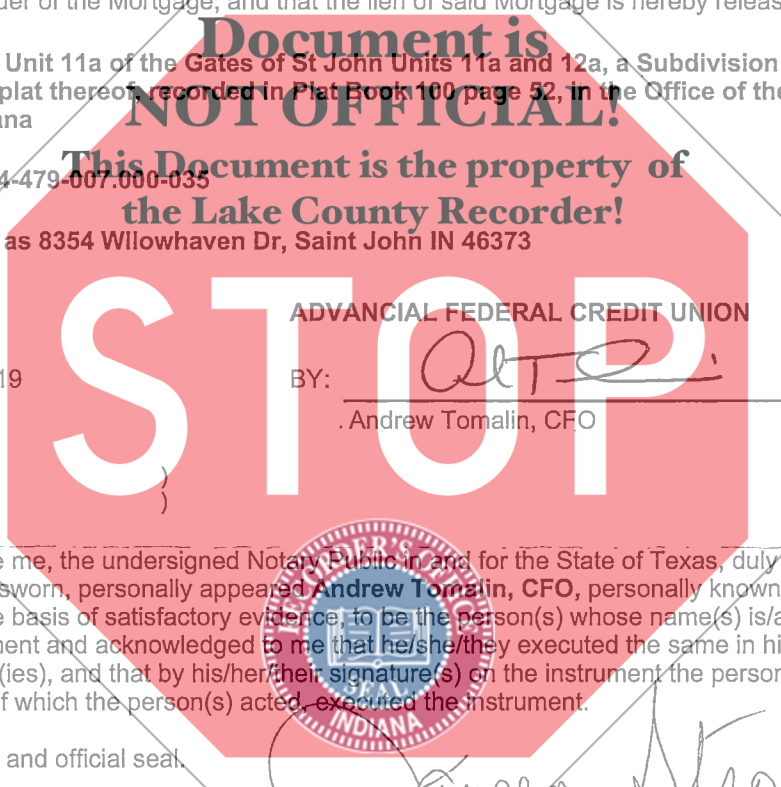 der of the Mortgage, and that the lien of said Mortgage is hereby releas
Document is
Unit 11a of the Gates of St John Units 11a and 12a, a Subdivision
plat thereof, recorded in Plat Book 100 page 52, in the Office of the
NOT OFFICIAL!
ana
This Document is the property of
4-479-007.000-035
the Lake County Recorder!
as 8354 Wilowhaven Dr, Saint John IN 46373
STOP
ADVANCIAL FEDERAL CREDIT UNION
19
BY:
. Andrew Tomalin, CFO
)
)
e me, the undersigned Notary Public in and for the State of Texas, duly
sworn, personally appeared Andrew Tomalin, CFO, personally known
e basis of satisfactory evidence, to be the person(s) whose name(s) is/a
ment and acknowledged to me that he/she/they executed the same in hi
(ies), and that by his/her/their signature(s) on the instrument the person
f which the person(s) acted, executed the instrument.
RECORDER'S OFFICE
SEAL
INDIANA
and official seal.